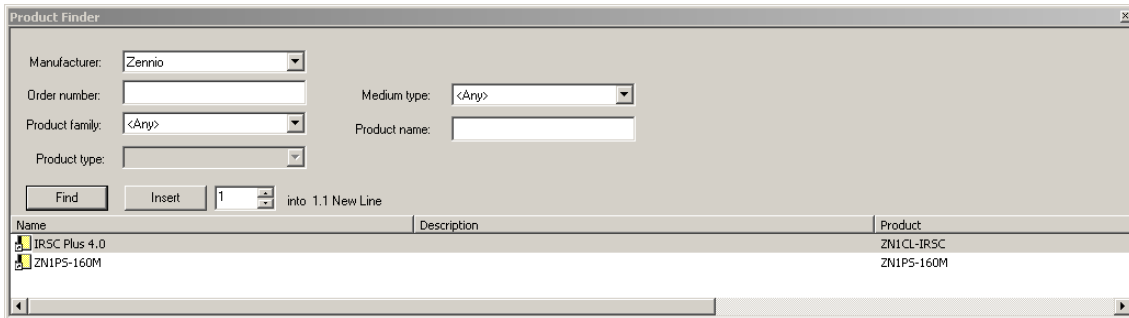 Product Finder
Manufacturer: Zennio
Order number: Medium type: <Any>
Product family: <Any> Product name:
Product type:
Find Insert 1 into 1.1 New Line
Name Description Product
IRSC Plus 4.0 ZN1CL-IRSC
ZN1PS-160M ZN1PS-160M